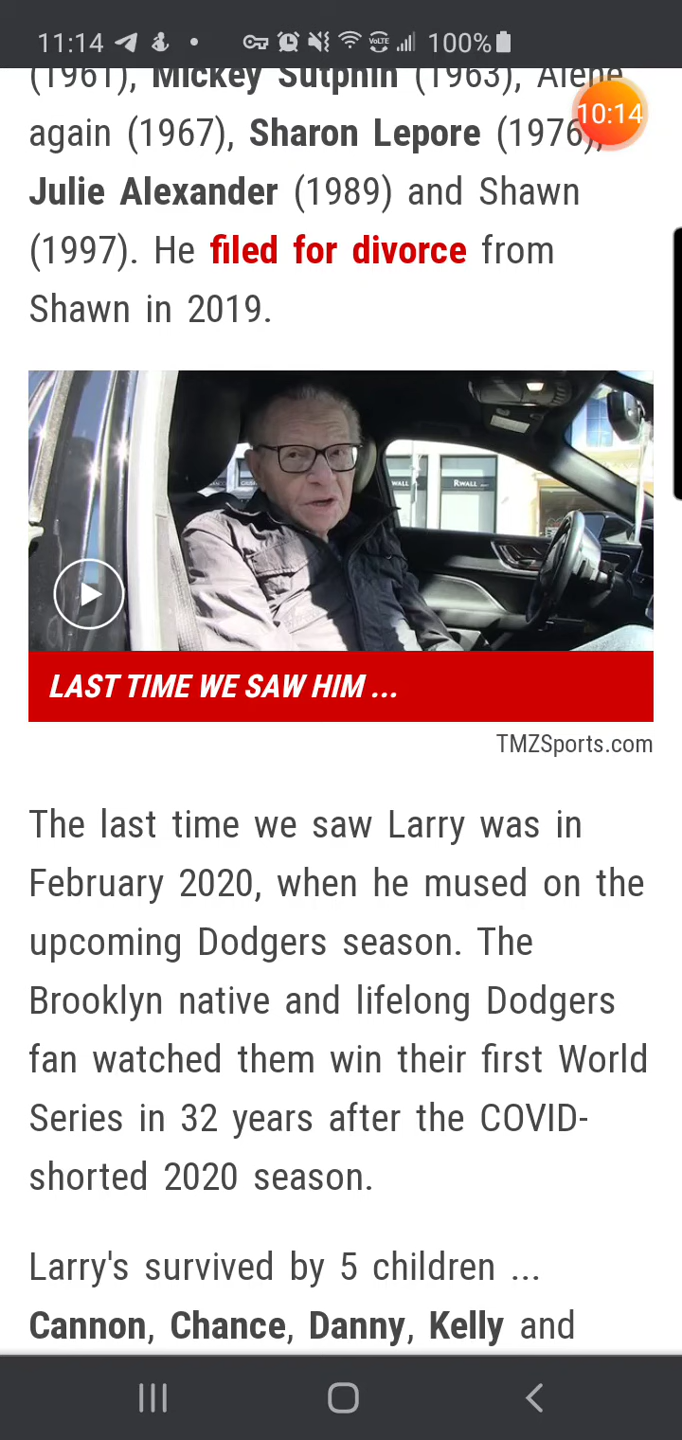 11:14 VoLTE 100%
(1961), Mickey Sutphin (1963), Alene
10:14
again (1967), Sharon Lepore (1976),
Julie Alexander (1989) and Shawn
(1997). He filed for divorce from
Shawn in 2019.
WALL RWALL
LAST TIME WE SAW HIM ...
TMZSports.com
The last time we saw Larry was in
February 2020, when he mused on the
upcoming Dodgers season. The
Brooklyn native and lifelong Dodgers
fan watched them win their first World
Series in 32 years after the COVID-
shorted 2020 season.
Larry's survived by 5 children ...
Cannon, Chance, Danny, Kelly and